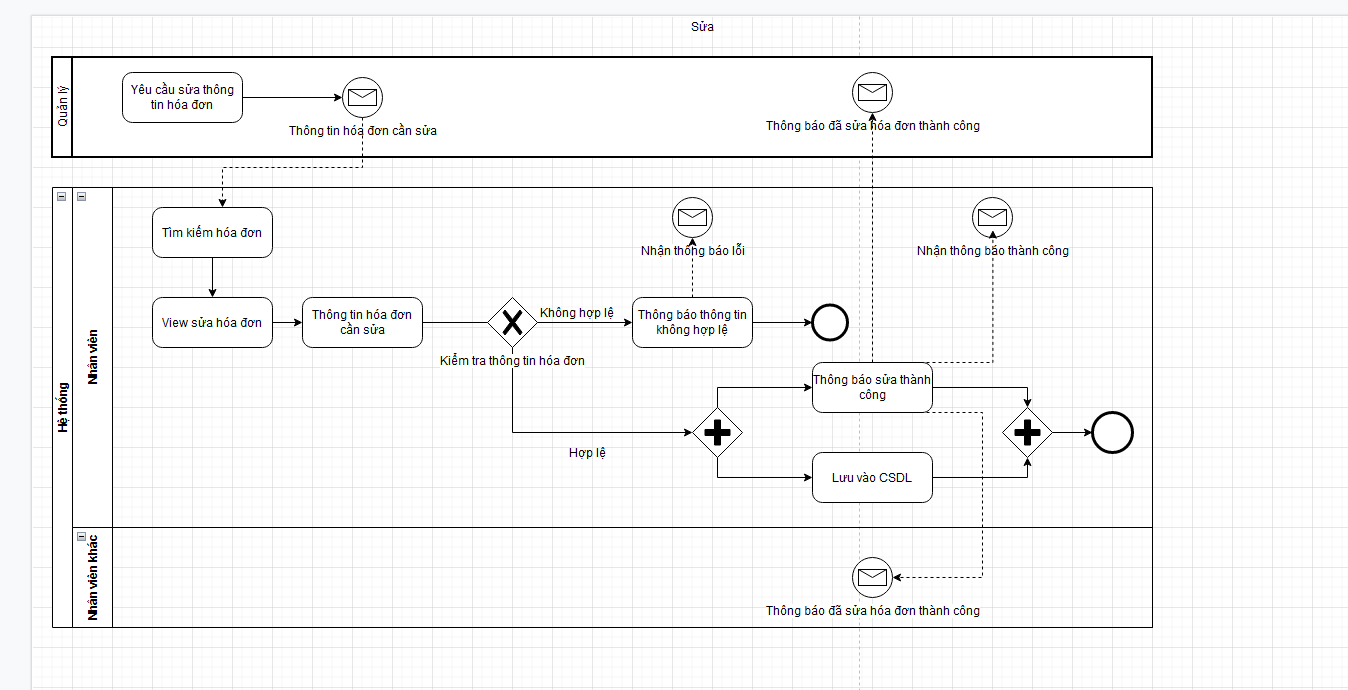 Sửa
Quản lý
Yêu cầu sửa thông
tin hóa đơn
Thông tin hóa đơn cần sửa
Thông báo đã sửa hóa đơn thành công
Hệ thống
Nhân viên
Tìm kiếm hóa đơn
Nhận thông báo lỗi
Nhận thông báo thành công
View sửa hóa đơn
Thông tin hóa đơn
cần sửa
Không hợp lệ
Kiểm tra thông tin hóa đơn
Thông báo thông tin
không hợp lệ
Thông báo sửa thành
công
Hợp lệ
Lưu vào CSDL
Nhân viên khác
Thông báo đã sửa hóa đơn thành công